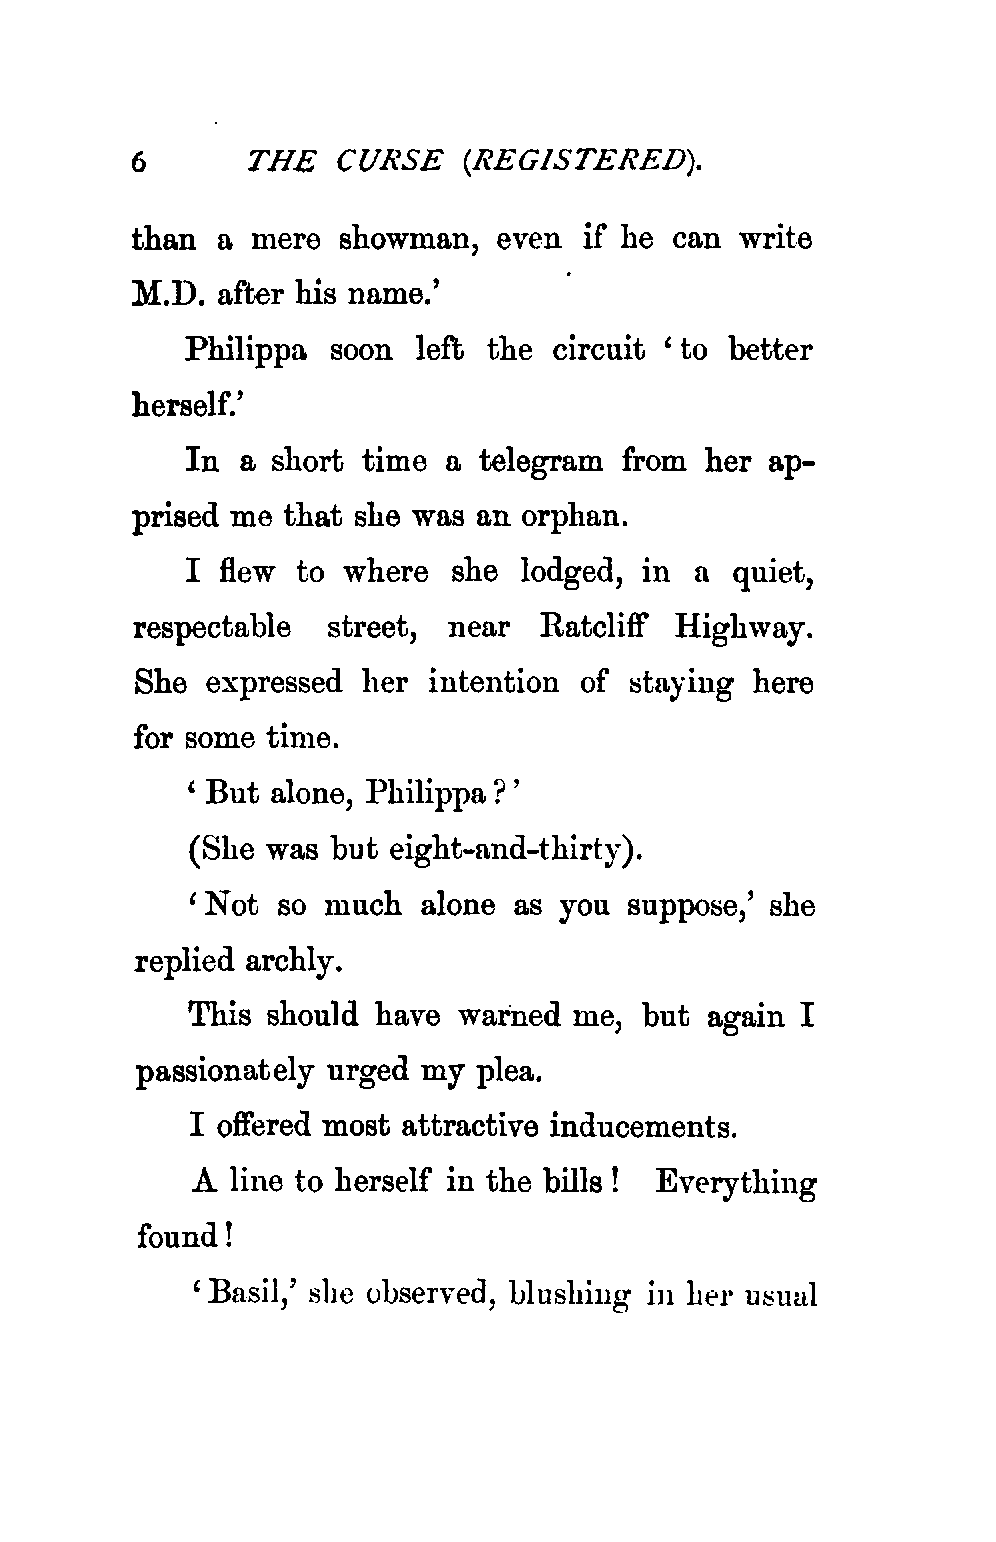 6 THE CURSE (REGISTERED).
than a mere showman, even if he can write
M.D. after his name.’
Philippa soon left the circuit ‘to better
herself.’
In a short time a telegram from her ap-
prised me that she was an orphan.
I flew to where she lodged, in a quiet,
respectable street, near Ratcliff Highway.
She expressed her intention of staying here
for some time.
‘But alone, Philippa?’
(She was but eight-and-thirty).
‘Not so much alone as you suppose,’ she
replied archly.
This should have warned me, but again I
passionately urged my plea.
I offered most attractive inducements.
A line to herself in the bills! Everything
found!
‘Basil,’ she observed, blushing in her usual